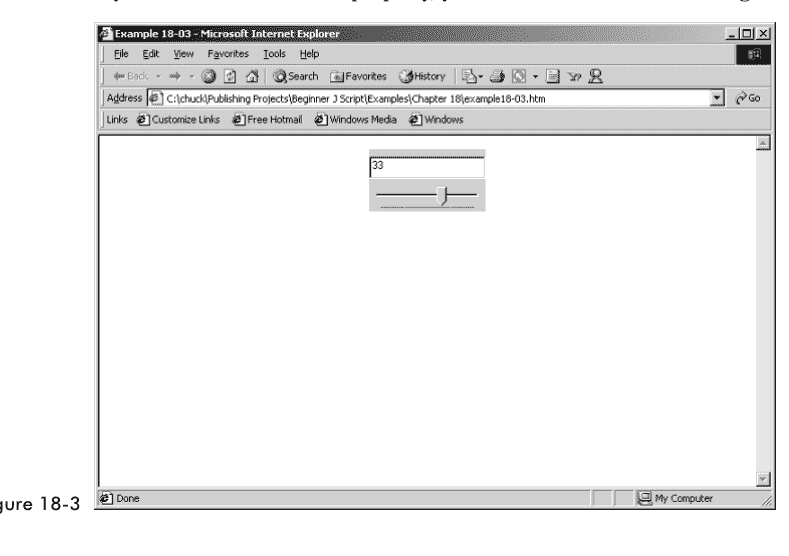 Example 18-03 - Microsoft Internet Explorer
File Edit View Favorites Tools Help
Back Search Favorites History
Address C:\chuck\Publishing Projects\Beginner J Script\Examples\Chapter 18\example18-03.htm Go
Links Customize Links Free Hotmail Windows Media Windows
33
Done My Computer
gure 18-3